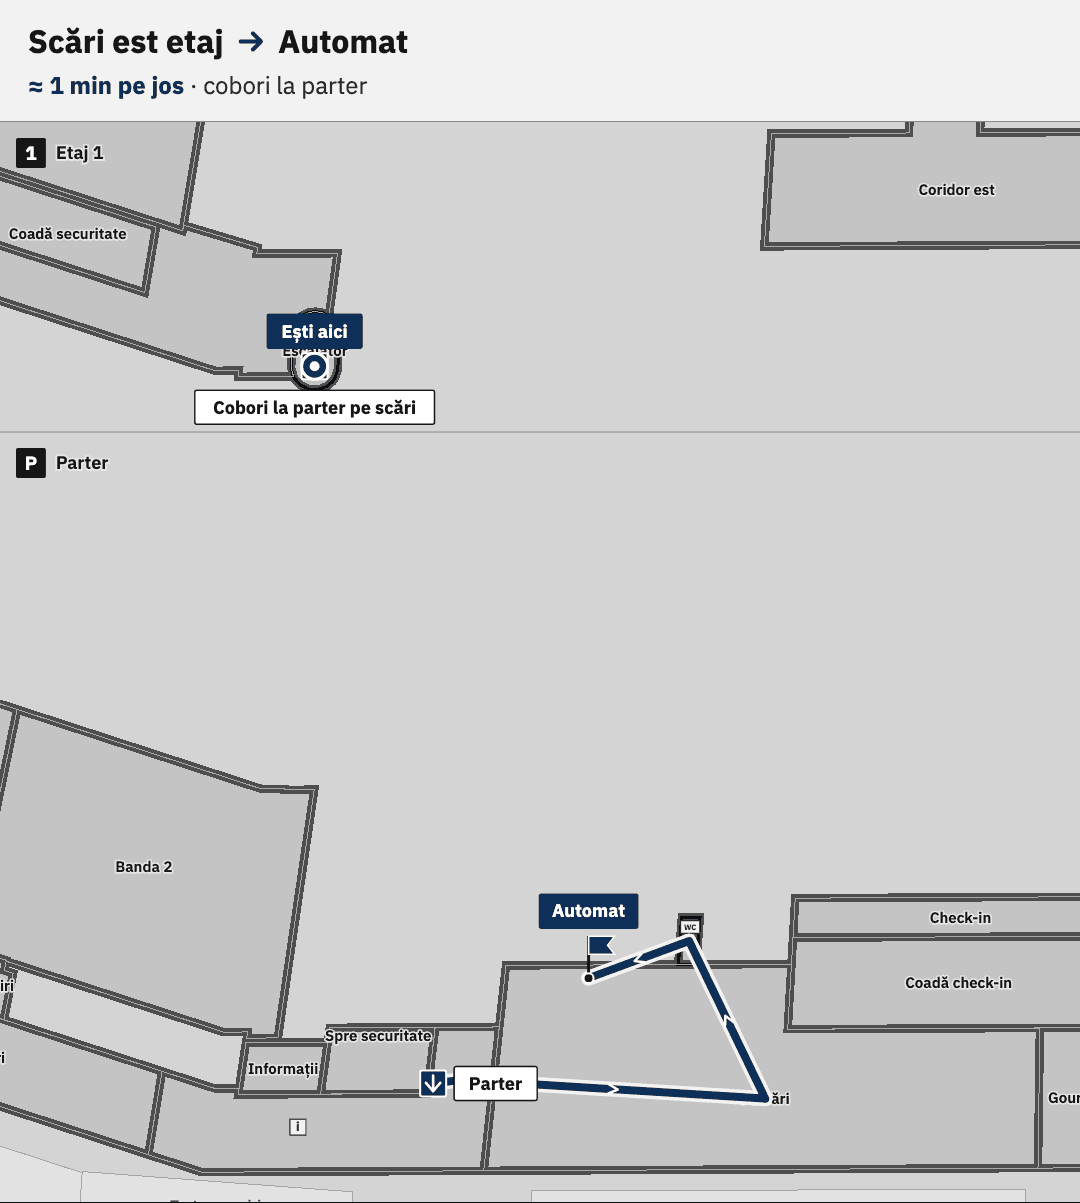 Scări est etaj → Automat
≈ 1 min pe jos · cobori la parter
1 Etaj 1
Coridor est
Coadă securitate
Ești aici
Cobori la parter pe scări
P Parter
Banda 2
Automat
WC
Check-in
Coadă check-in
Spre securitate
Informații
Parter
ări
i